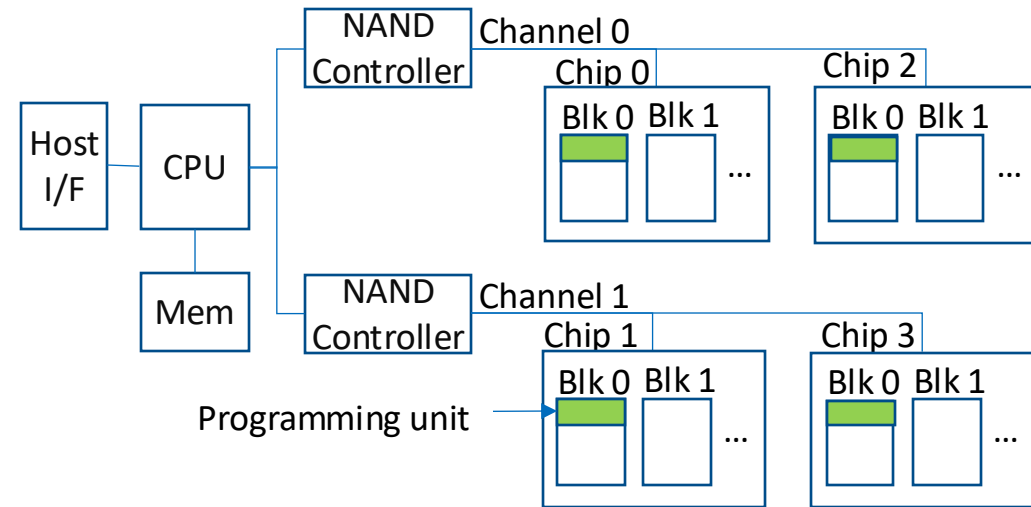 NAND
Controller
Channel 0
Chip 0
Chip 2
Blk 0 Blk 1
...
Blk 0 Blk 1
...
Host
I/F
CPU
Mem
NAND
Controller
Channel 1
Chip 1
Chip 3
Blk 0 Blk 1
...
Blk 0 Blk 1
...
Programming unit